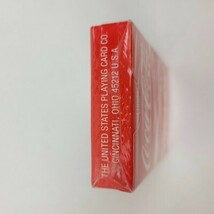 THE UNITED STATES PLAYING CARD CO
CINCINNATI, OHIO 45212 U.S.A.